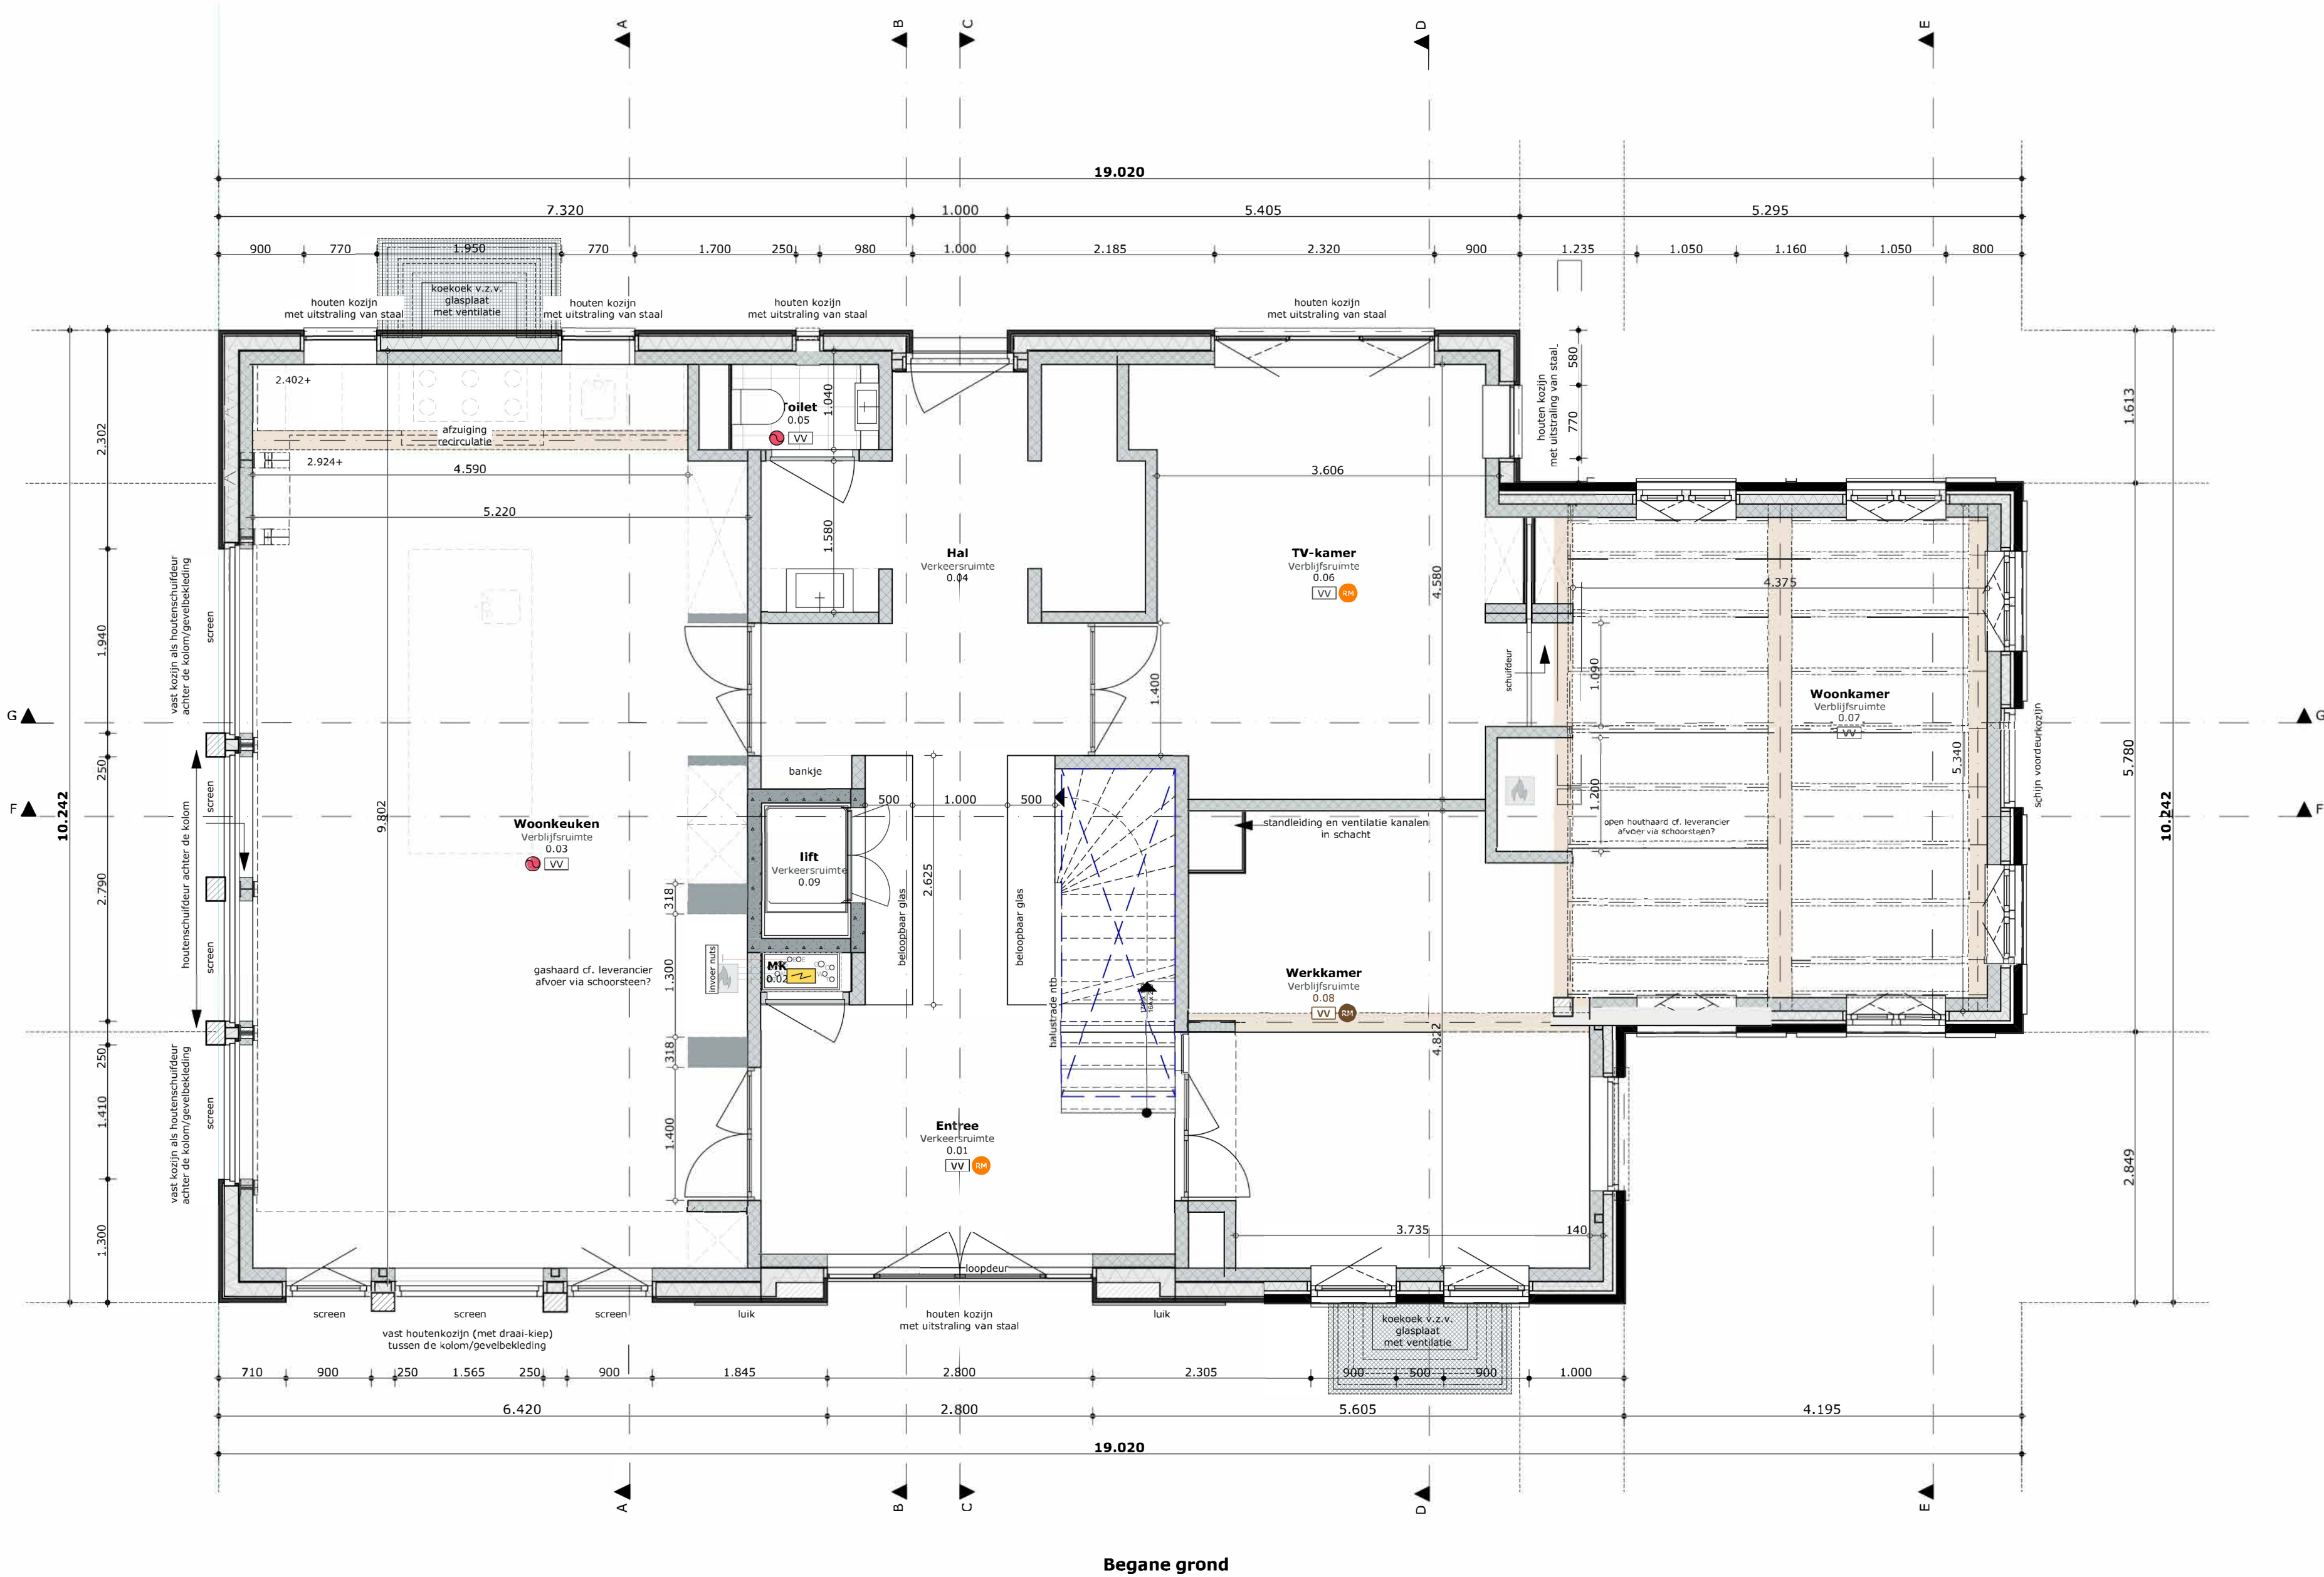 A
B
C
D
E
19.020
7.320
1.000
5.405
5.295
900
770
1.950
770
1.700
250
980
1.000
2.185
2.320
900
1.235
1.050
1.160
1.050
800
koekoek v.z.v.
glasplaat
met ventilatie
houten kozijn
met uitstraling van staal
houten kozijn
met uitstraling van staal
houten kozijn
met uitstraling van staal
houten kozijn
met uitstraling van staal
houten kozijn
met uitstraling van staal
580
770
2.402+
afzuiging
recirculatie
2.924+
4.590
5.220
Toilet
0.05
VV
1.040
1.580
Hal
Verkeersruimte
0.04
3.606
TV-kamer
Verblijfsruimte
0.06
VV
RM
4.580
4.375
1.613
2.302
1.940
250
2.790
250
1.410
1.300
10.242
vast kozijn als houtenschuifdeur
achter de kolom/gevelbekleding
screen
houtenschuifdeur achter de kolom
screen
screen
vast kozijn als houtenschuifdeur
achter de kolom/gevelbekleding
screen
G
G
F
F
9.802
Woonkeuken
Verblijfsruimte
0.03
VV
bankje
500
1.000
500
1.400
schuifdeur
1.090
Woonkamer
Verblijfsruimte
0.07
VV
5.340
schijn voordeurkozijn
5.780
10.242
1.200
open houthaard cf. leverancier
afvoer via schoorsteen?
standleiding en ventilatie kanalen
in schacht
lift
Verkeersruimte
0.09
2.625
beloopbaar glas
beloopbaar glas
318
1.300
318
1.400
gashaard cf. leverancier
afvoer via schoorsteen?
invoer nuts
MK
0.02
Werkkamer
Verblijfsruimte
0.08
VV
RM
4.822
Entree
Verkeersruimte
0.01
VV
RM
3.735
140
2.849
loopdeur
screen
screen
screen
luik
houten kozijn
met uitstraling van staal
luik
vast houtenkozijn (met draai-kiep)
tussen de kolom/gevelbekleding
koekoek v.z.v.
glasplaat
met ventilatie
710
900
250
1.565
250
900
1.845
2.800
2.305
900
500
900
1.000
6.420
2.800
5.605
4.195
19.020
A
B
C
D
E
Begane grond